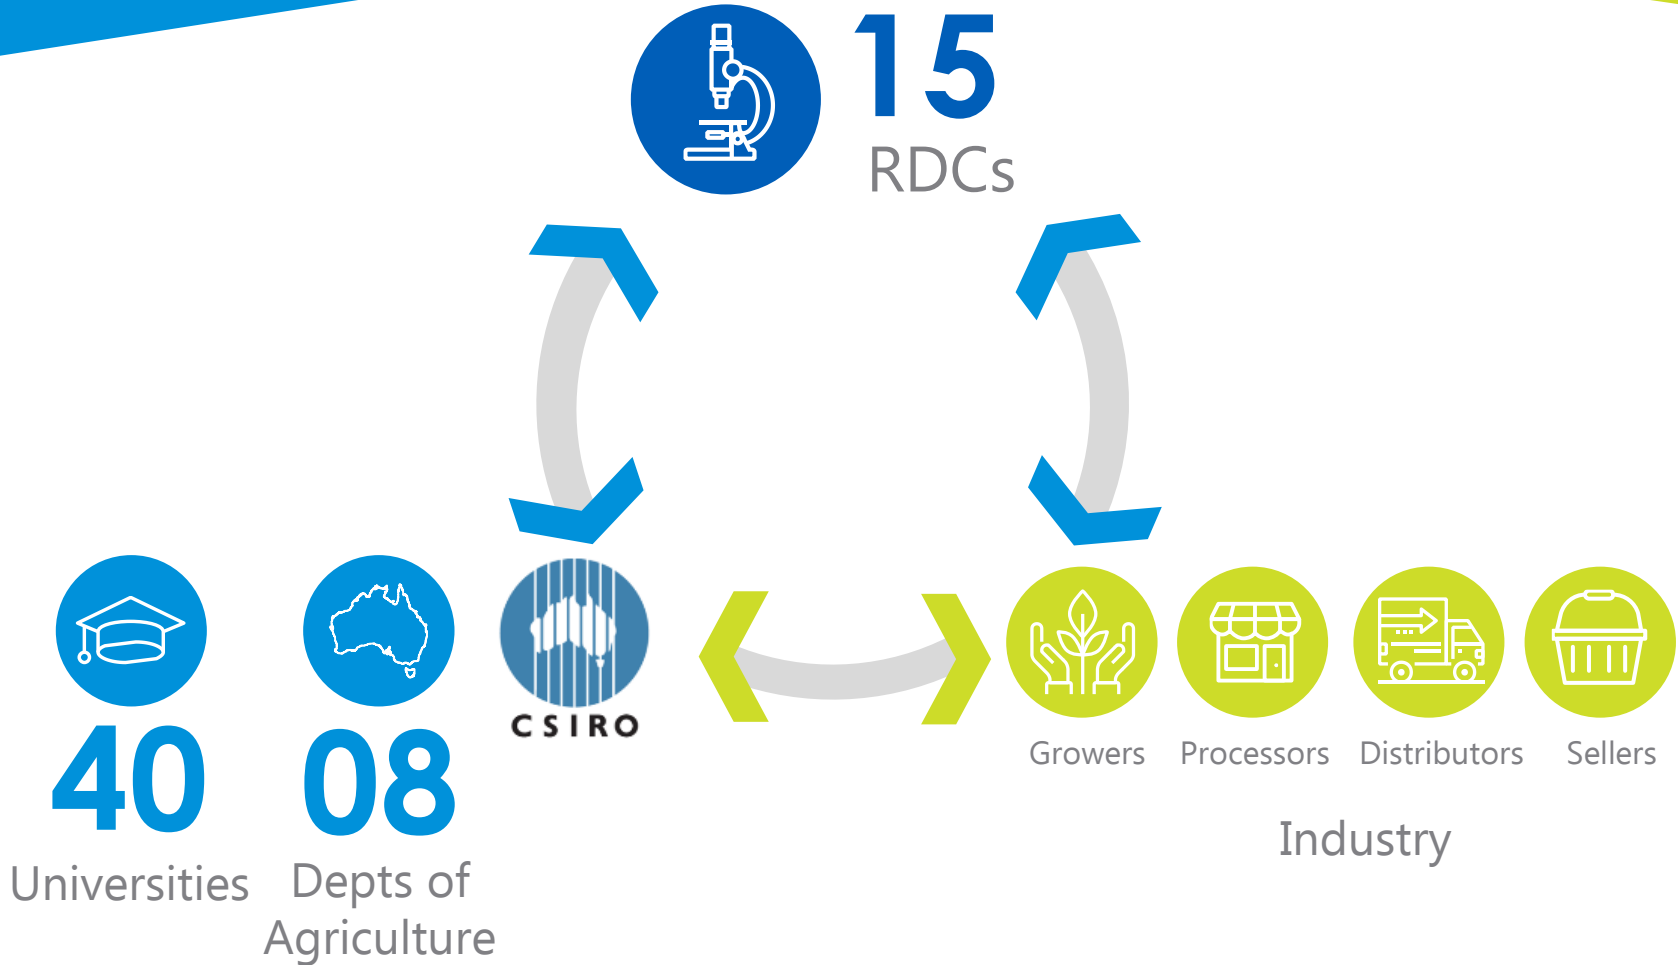 15
RDCs
CSIRO
40
Universities
08
Depts of
Agriculture
Growers
Processors
Distributors
Sellers
Industry